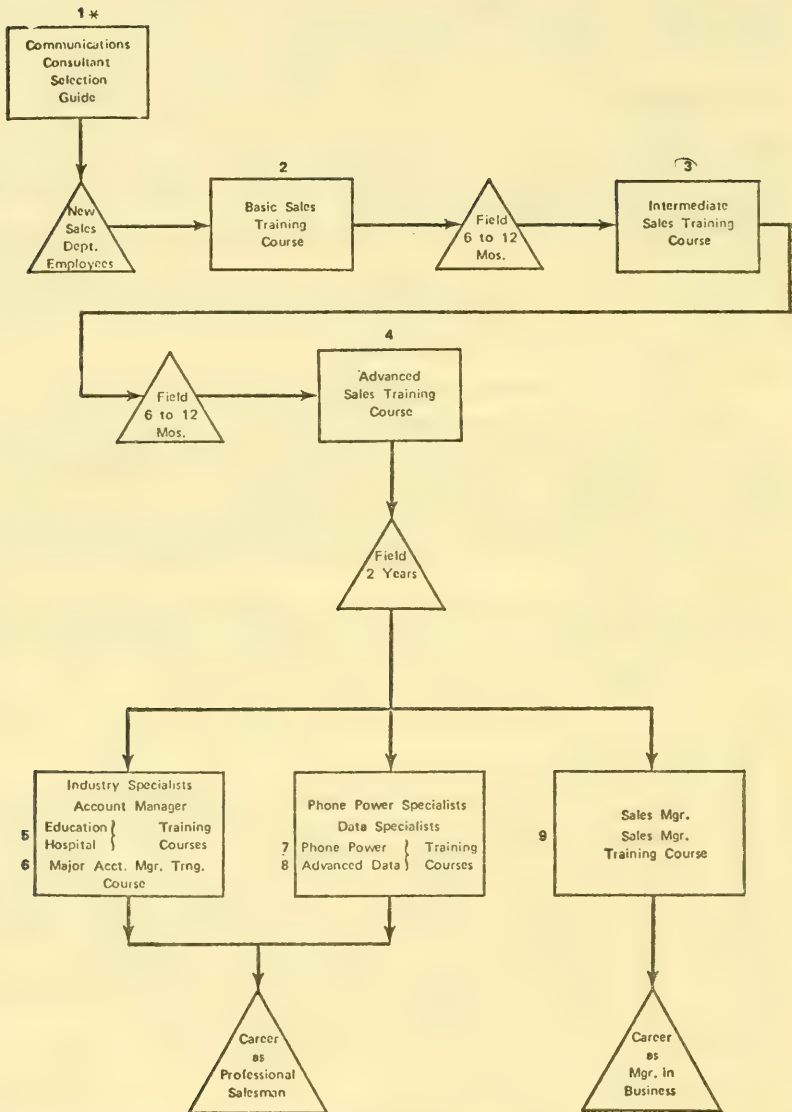 1 *
Communications
Consultant
Selection
Guide
New
Sales
Dept.
Employees
2
Basic Sales
Training
Course
Field
6 to 12
Mos.
3
Intermediate
Sales Training
Course
Field
6 to 12
Mos.
4
Advanced
Sales Training
Course
Field
2 Years
Industry Specialists
Account Manager
5 Education } Training
Hospital } Courses
6 Major Acct. Mgr. Trng.
Course
Phone Power Specialists
Data Specialists
7 Phone Power } Training
8 Advanced Data } Courses
9
Sales Mgr.
Sales Mgr.
Training Course
Career
as
Professional
Salesman
Career
as
Mgr. in
Business